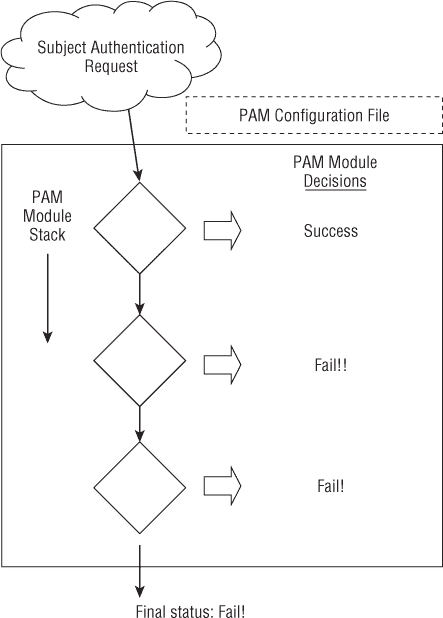 Subject Authentication
Request
PAM Configuration File
PAM Module
Decisions
PAM
Module
Stack
Success
Fail!!
Fail!
Final status: Fail!